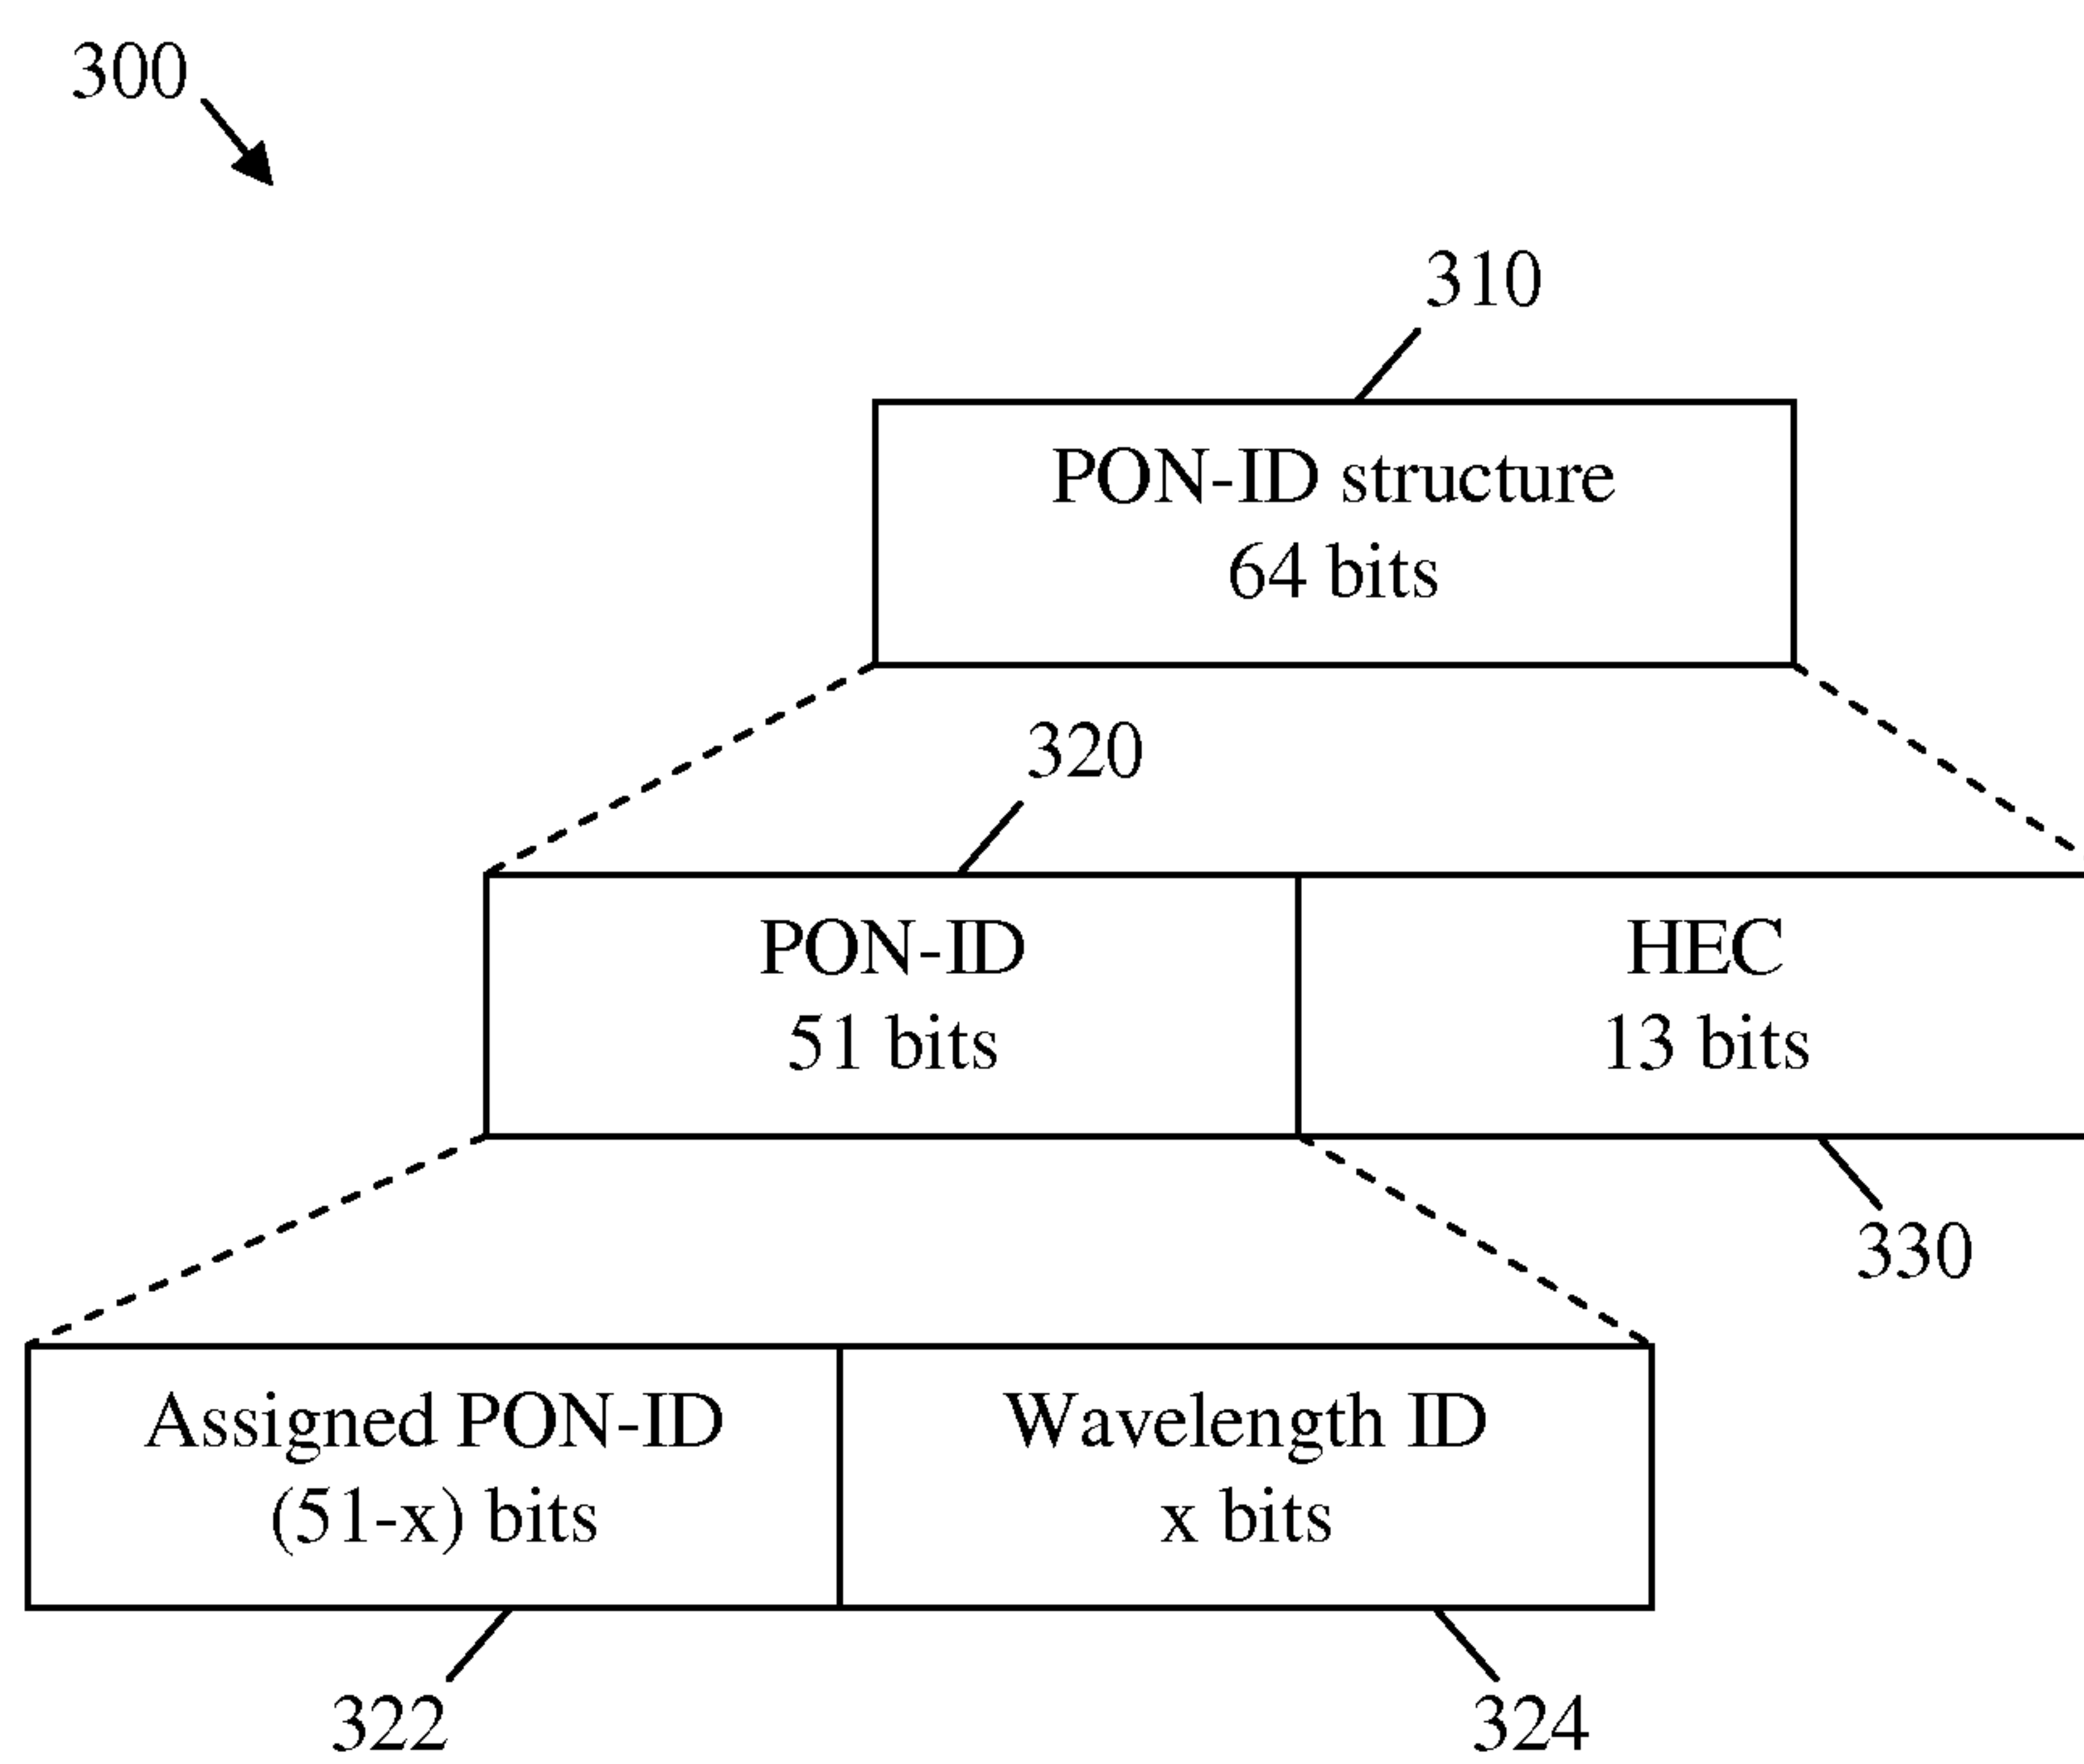 300
310
PON-ID structure
64 bits
320
PON-ID
51 bits
HEC
13 bits
330
Assigned PON-ID
(51-x) bits
Wavelength ID
x bits
322
324